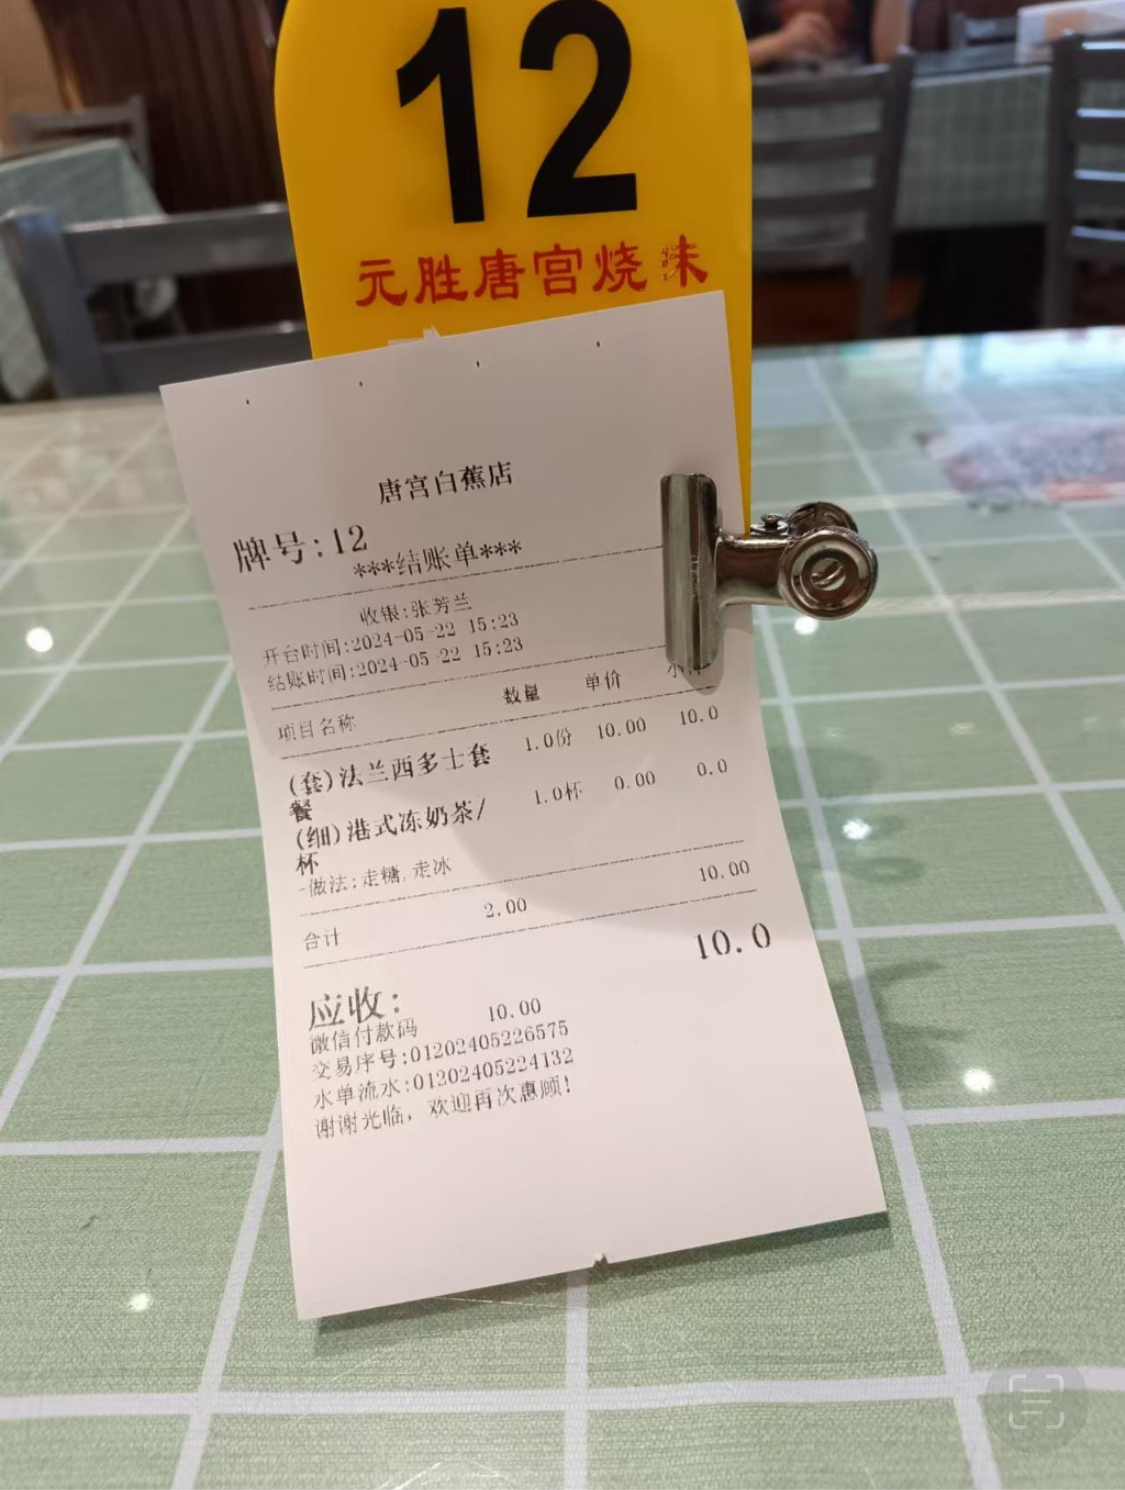 12
元胜唐宫烧味
唐宫白蕉店
牌号:12
***结账单***
收银:张芳兰
开台时间:2024-05-22 15:23
结账时间:2024-05-22 15:23
项目名称 数量 单价
(套)法兰西多士套 1.0份 10.00 10.0
餐
(细)港式冻奶茶/ 1.0杯 0.00 0.0
杯
-做法:走糖,走冰
合计 2.00 10.00
应收: 10.0
微信付款码 10.00
交易序号:01202405226575
水单流水:01202405224132
谢谢光临，欢迎再次惠顾!